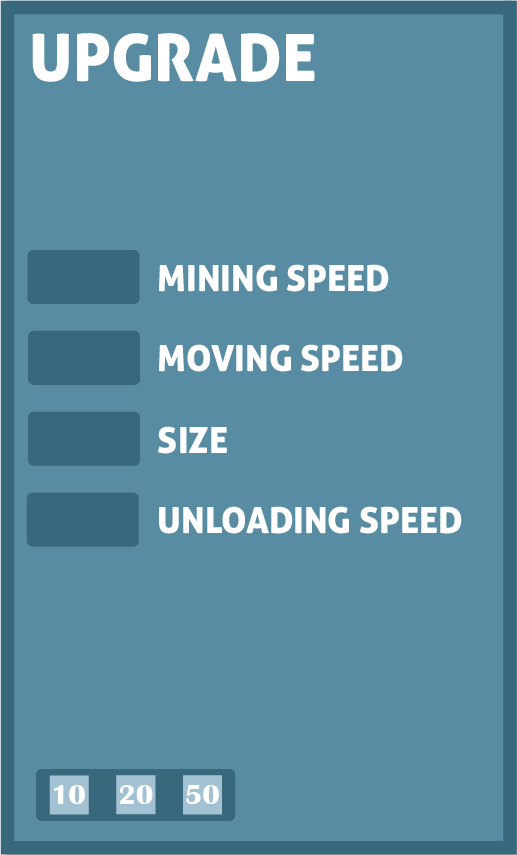 UPGRADE
MINING SPEED
MOVING SPEED
SIZE
UNLOADING SPEED
10 20 50